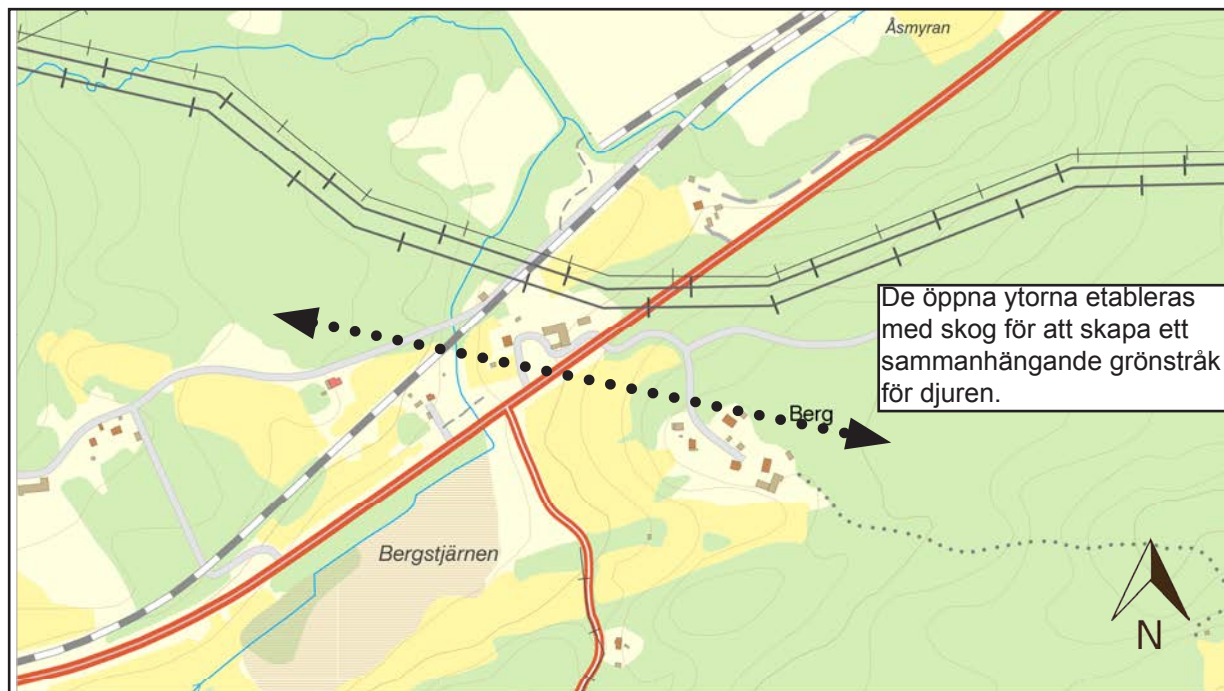 Åsmyran
De öppna ytorna etableras
med skog för att skapa ett
sammanhängande grönstråk
för djuren.
Berg
Bergstjärnen
N